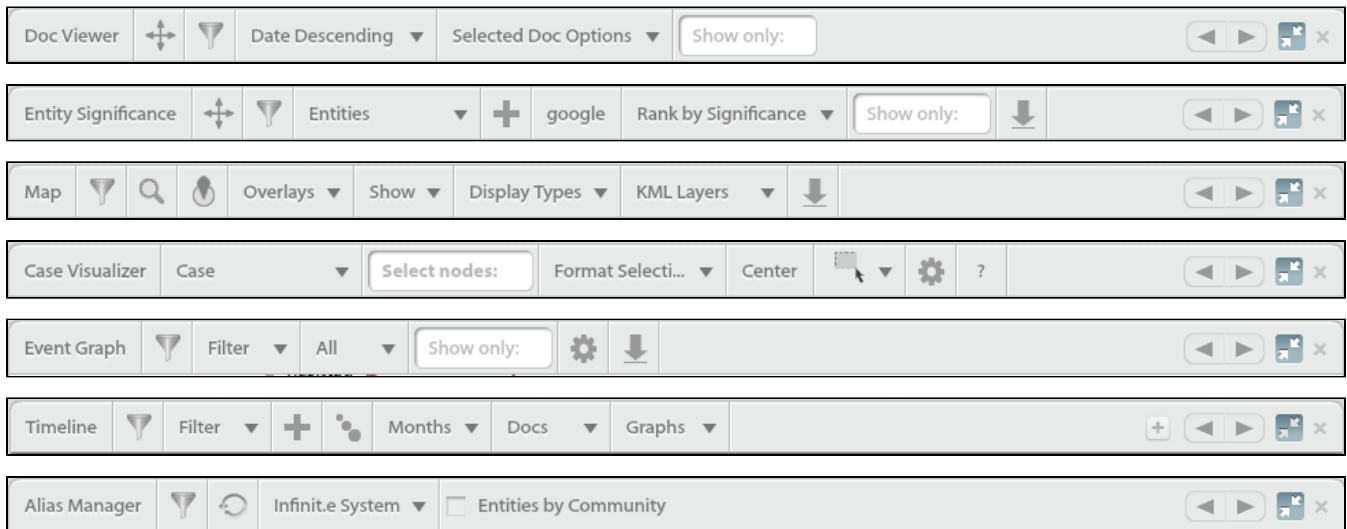 Doc Viewer Date Descending Selected Doc Options Show only:
Entity Significance Entities google Rank by Significance Show only:
Map Overlays Show Display Types KML Layers
Case Visualizer Case Select nodes: Format Selecti... Center ?
Event Graph Filter All Show only:
Timeline Filter Months Docs Graphs
Alias Manager Infinit.e System Entities by Community